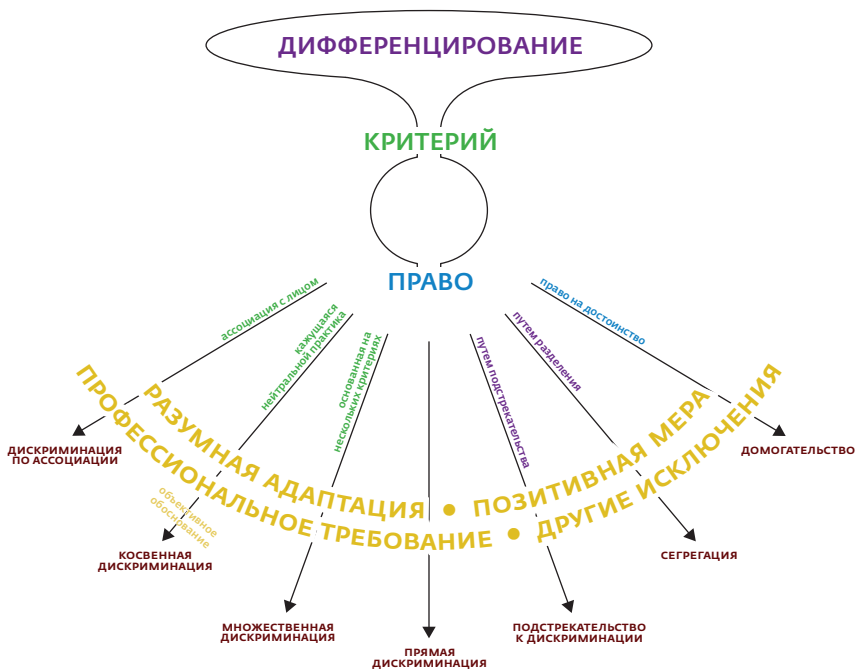 ДИФФЕРЕНЦИРОВАНИЕ
КРИТЕРИЙ
ПРАВО
ассоциация с лицом
кажущаяся
нейтральной практика
основанная на
нескольких критериях
путем подстрекательства
путем разделения
право на достоинство
РАЗУМНАЯ АДАПТАЦИЯ • ПОЗИТИВНАЯ МЕРА
ПРОФЕССИОНАЛЬНОЕ ТРЕБОВАНИЕ • ДРУГИЕ ИСКЛЮЧЕНИЯ
объективное
обоснование
ДИСКРИМИНАЦИЯ
ПО АССОЦИАЦИИ
КОСВЕННАЯ
ДИСКРИМИНАЦИЯ
МНОЖЕСТВЕННАЯ
ДИСКРИМИНАЦИЯ
ПРЯМАЯ
ДИСКРИМИНАЦИЯ
ПОДСТРЕКАТЕЛЬСТВО
К ДИСКРИМИНАЦИИ
СЕГРЕГАЦИЯ
ДОМОГАТЕЛЬСТВО